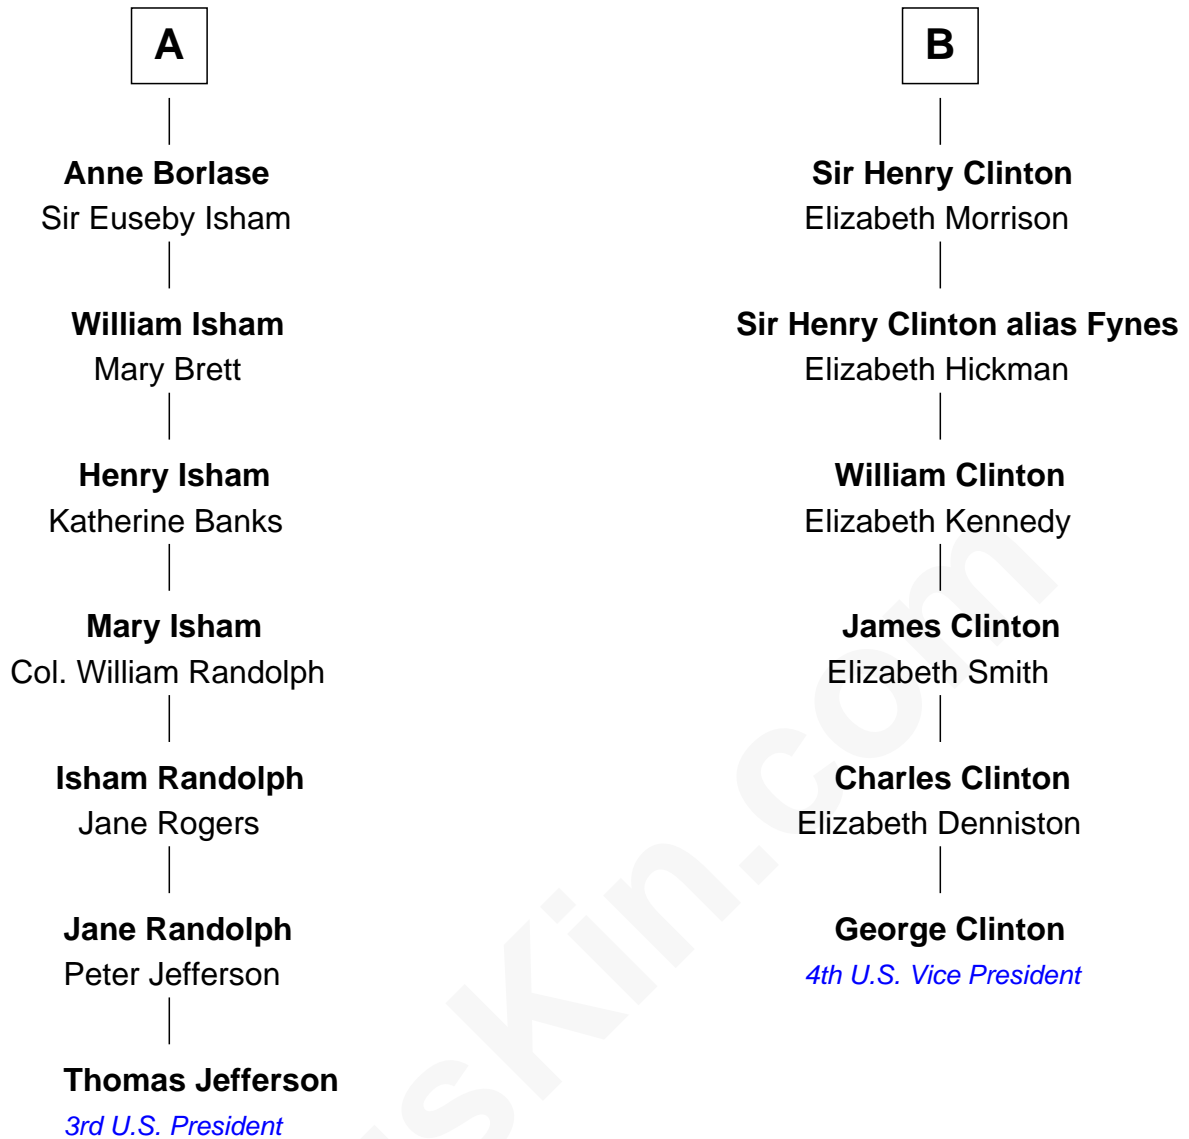 A
Anne Borlase
Sir Euseby Isham
William Isham
Mary Brett
Henry Isham
Katherine Banks
Mary Isham
Col. William Randolph
Isham Randolph
Jane Rogers
Jane Randolph
Peter Jefferson
Thomas Jefferson
3rd U.S. President
B
Sir Henry Clinton
Elizabeth Morrison
Sir Henry Clinton alias Fynes
Elizabeth Hickman
William Clinton
Elizabeth Kennedy
James Clinton
Elizabeth Smith
Charles Clinton
Elizabeth Denniston
George Clinton
4th U.S. Vice President
sKin.com